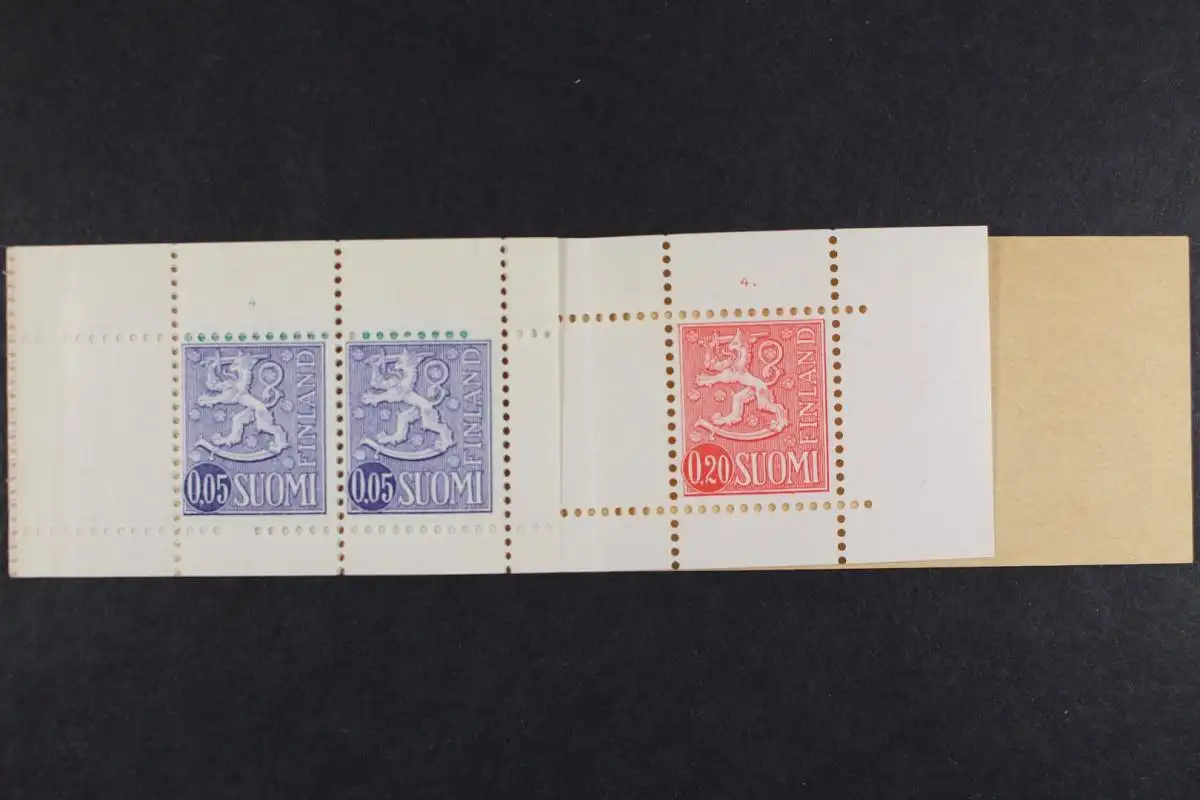 4
FINLAND
0,05 SUOMI
FINLAND
0,05 SUOMI
4.
FINLAND
0,20 SUOMI